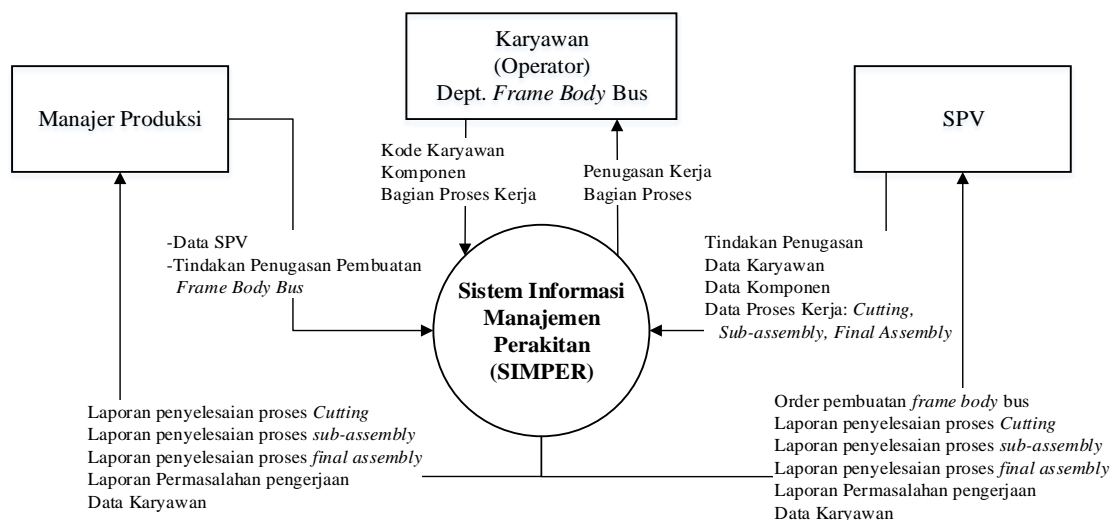 Karyawan
(Operator)
Dept. Frame Body Bus
Manajer Produksi
SPV
Kode Karyawan
Komponen
Bagian Proses Kerja
Penugasan Kerja
Bagian Proses
-Data SPV
-Tindakan Penugasan Pembuatan
Frame Body Bus
Tindakan Penugasan
Data Karyawan
Data Komponen
Data Proses Kerja: Cutting,
Sub-assembly, Final Assembly
Sistem Informasi
Manajemen
Perakitan
(SIMPER)
Laporan penyelesaian proses Cutting
Laporan penyelesaian proses sub-assembly
Laporan penyelesaian proses final assembly
Laporan Permasalahan pengerjaan
Data Karyawan
Order pembuatan frame body bus
Laporan penyelesaian proses Cutting
Laporan penyelesaian proses sub-assembly
Laporan penyelesaian proses final assembly
Laporan Permasalahan pengerjaan
Data Karyawan